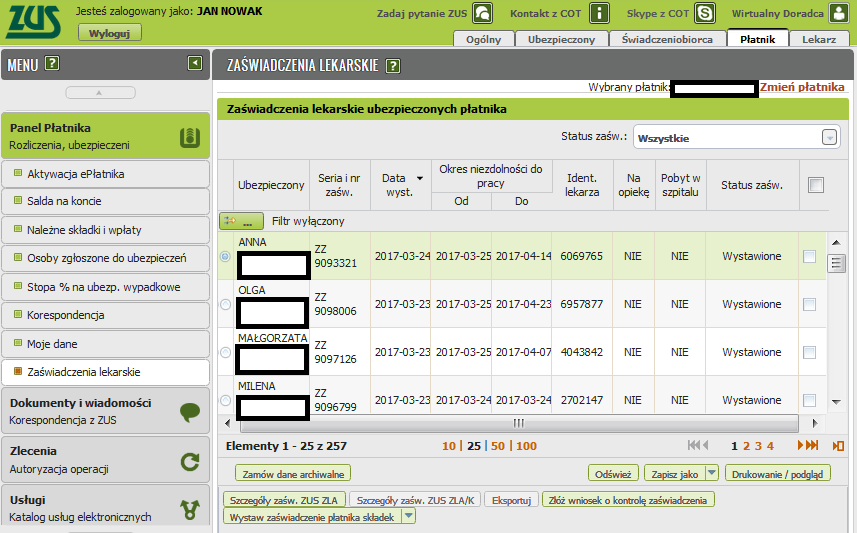 ZUS
Jesteś zalogowany jako: JAN NOWAK
Wyloguj
Zadaj pytanie ZUS
Kontakt z COT
Skype z COT
Wirtualny Doradca
Ogólny
Ubezpieczony
Świadczeniobiorca
Płatnik
Lekarz
MENU ?
ZAŚWIADCZENIA LEKARSKIE ?
Panel Płatnika
Rozliczenia, ubezpieczeni
Aktywacja ePłatnika
Salda na koncie
Należne składki i wpłaty
Osoby zgłoszone do ubezpieczeń
Stopa % na ubezp. wypadkowe
Korespondencja
Moje dane
Zaświadczenia lekarskie
Dokumenty i wiadomości
Korespondencja z ZUS
Zlecenia
Autoryzacja operacji
Usługi
Katalog usług elektronicznych
Wybrany płatnik:
Zmień płatnika
Zaświadczenia lekarskie ubezpieczonych płatnika
Status zaśw.: Wszystkie
Ubezpieczony
Seria i nr
zaśw.
Data
wyst.
Okres niezdolności do
pracy
Od Do
Ident.
lekarza
Na
opiekę
Pobyt w
szpitalu
Status zaśw.
... Filtr wyłączony
ANNA
ZZ
9093321 2017-03-24 2017-03-25 2017-04-14 6069765 NIE NIE Wystawione
OLGA
ZZ
9098006 2017-03-23 2017-03-25 2017-04-23 6957877 NIE NIE Wystawione
MAŁGORZATA
ZZ
9097126 2017-03-23 2017-03-25 2017-04-07 4043842 NIE NIE Wystawione
MILENA
ZZ
9096799 2017-03-23 2017-03-24 2017-03-24 2702147 NIE NIE Wystawione
Elementy 1 - 25 z 257
10 | 25 | 50 | 100
1 2 3 4
Zamów dane archiwalne
Odśwież
Zapisz jako
Drukowanie / podgląd
Szczegóły zaśw. ZUS ZLA
Szczegóły zaśw. ZUS ZLA/K
Eksportuj
Złóż wniosek o kontrolę zaświadczenia
Wystaw zaświadczenie płatnika składek